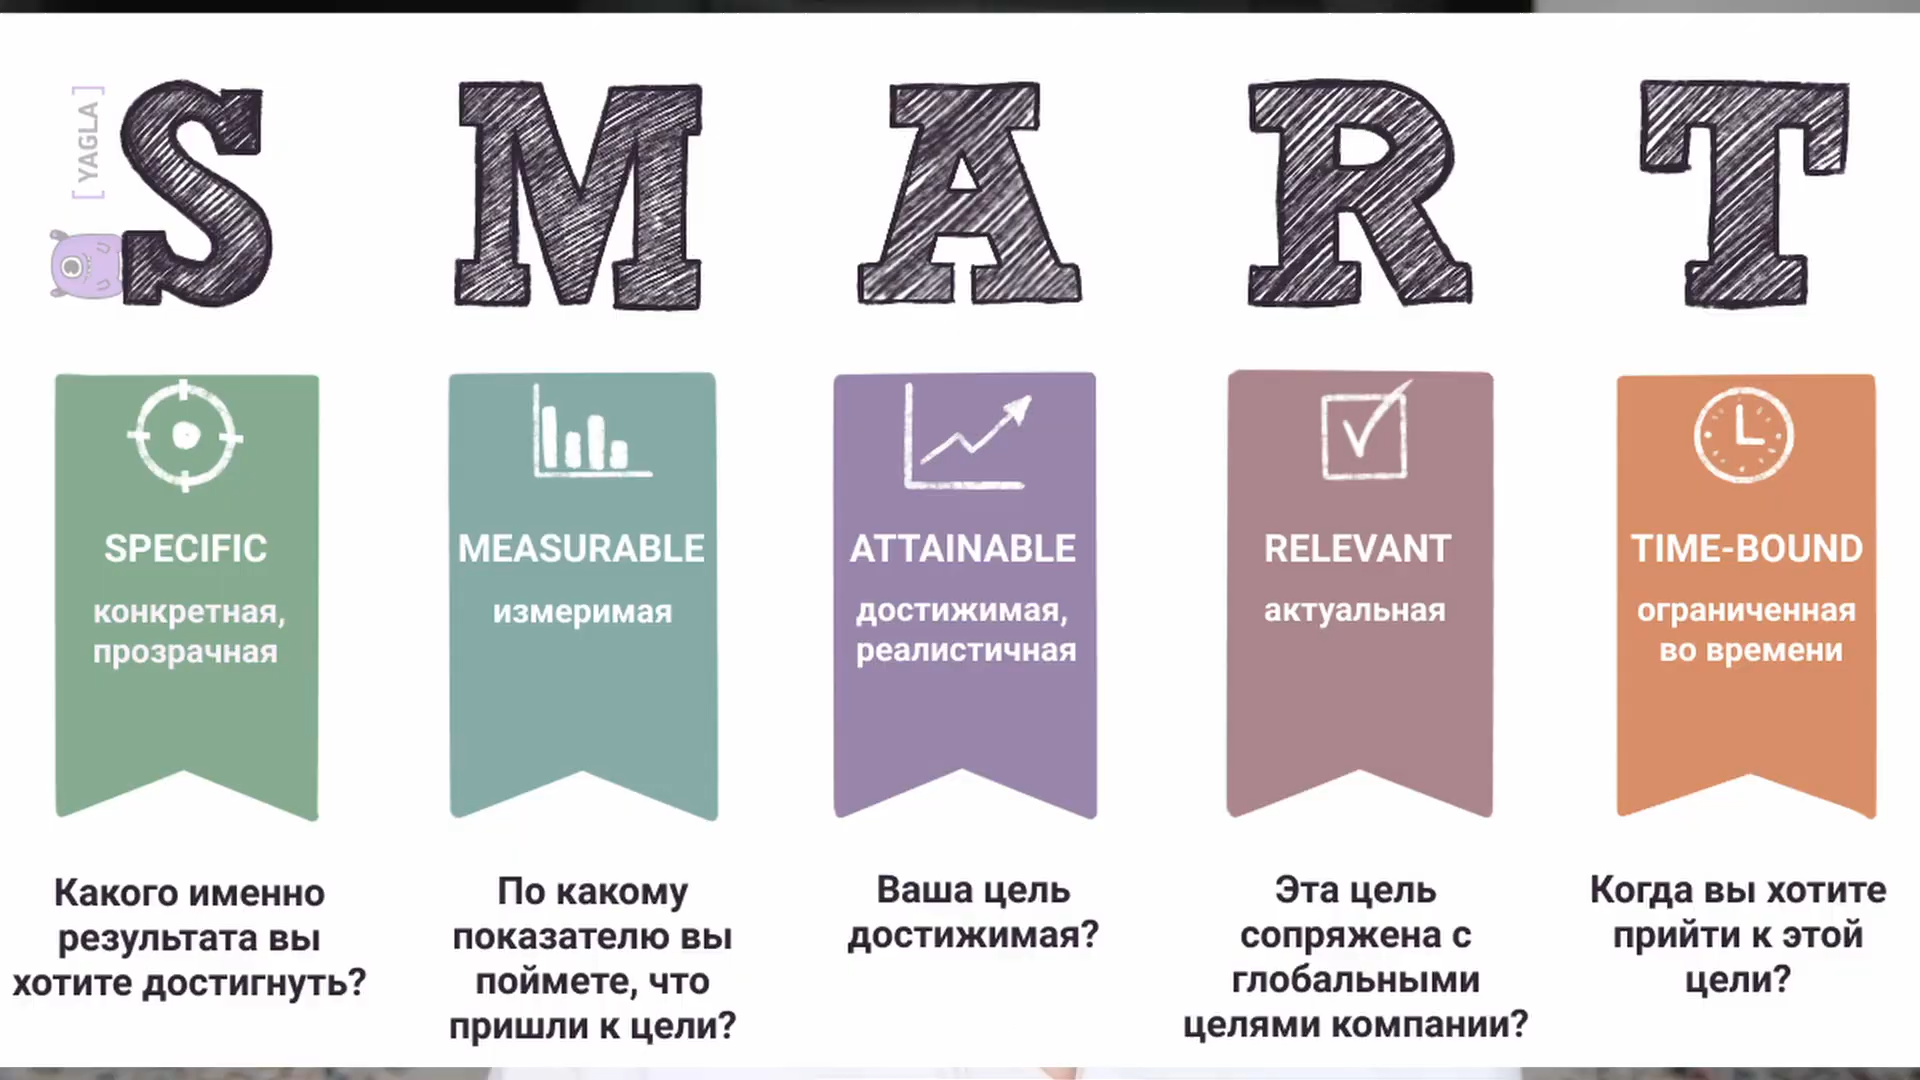 [ YAGLA ]
S M A R T
SPECIFIC
конкретная,
прозрачная
Какого именно
результата вы
хотите достигнуть?
MEASURABLE
измеримая
По какому
показателю вы
поймете, что
пришли к цели?
ATTAINABLE
достижимая,
реалистичная
Ваша цель
достижимая?
RELEVANT
актуальная
Эта цель
сопряжена с
глобальными
целями компании?
TIME-BOUND
ограниченная
во времени
Когда вы хотите
прийти к этой
цели?